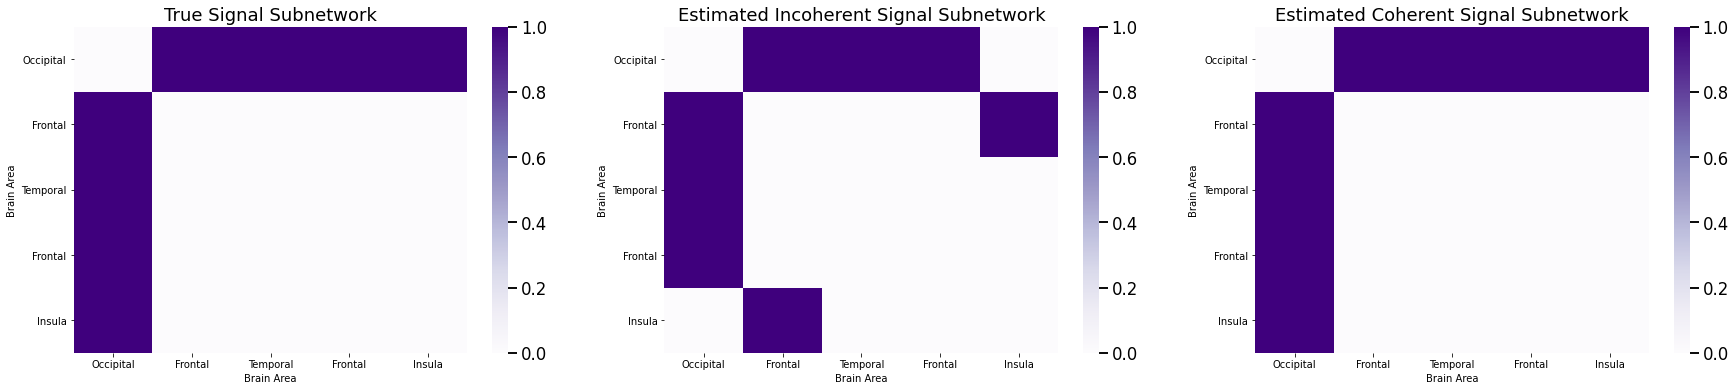 True Signal Subnetwork
Occipital
Frontal
Temporal
Frontal
Insula
Brain Area
Occipital Frontal Temporal Frontal Insula
Brain Area
1.0
0.8
0.6
0.4
0.2
0.0
Estimated Incoherent Signal Subnetwork
Occipital
Frontal
Temporal
Frontal
Insula
Brain Area
Occipital Frontal Temporal Frontal Insula
Brain Area
1.0
0.8
0.6
0.4
0.2
0.0
Estimated Coherent Signal Subnetwork
Occipital
Frontal
Temporal
Frontal
Insula
Brain Area
Occipital Frontal Temporal Frontal Insula
Brain Area
1.0
0.8
0.6
0.4
0.2
0.0